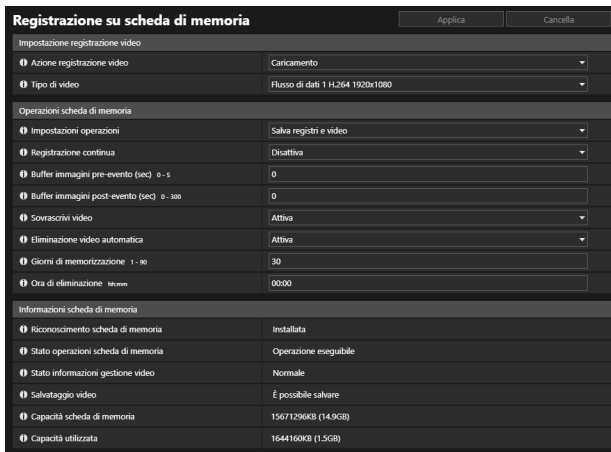 Registrazione su scheda di memoria Applica Cancella
Impostazione registrazione video
Azione registrazione video Caricamento
Tipo di video Flusso di dati 1 H.264 1920x1080
Operazioni scheda di memoria
Impostazioni operazioni Salva registri e video
Registrazione continua Disattiva
Buffer immagini pre-evento (sec) 0 - 5 0
Buffer immagini post-evento (sec) 0 - 300 0
Sovrascrivi video Attiva
Eliminazione video automatica Attiva
Giorni di memorizzazione 1 - 90 30
Ora di eliminazione hh:mm 00:00
Informazioni scheda di memoria
Riconoscimento scheda di memoria Installata
Stato operazioni scheda di memoria Operazione eseguibile
Stato informazioni gestione video Normale
Salvataggio video È possibile salvare
Capacità scheda di memoria 15671296KB (14.9GB)
Capacità utilizzata 1644160KB (1.5GB)